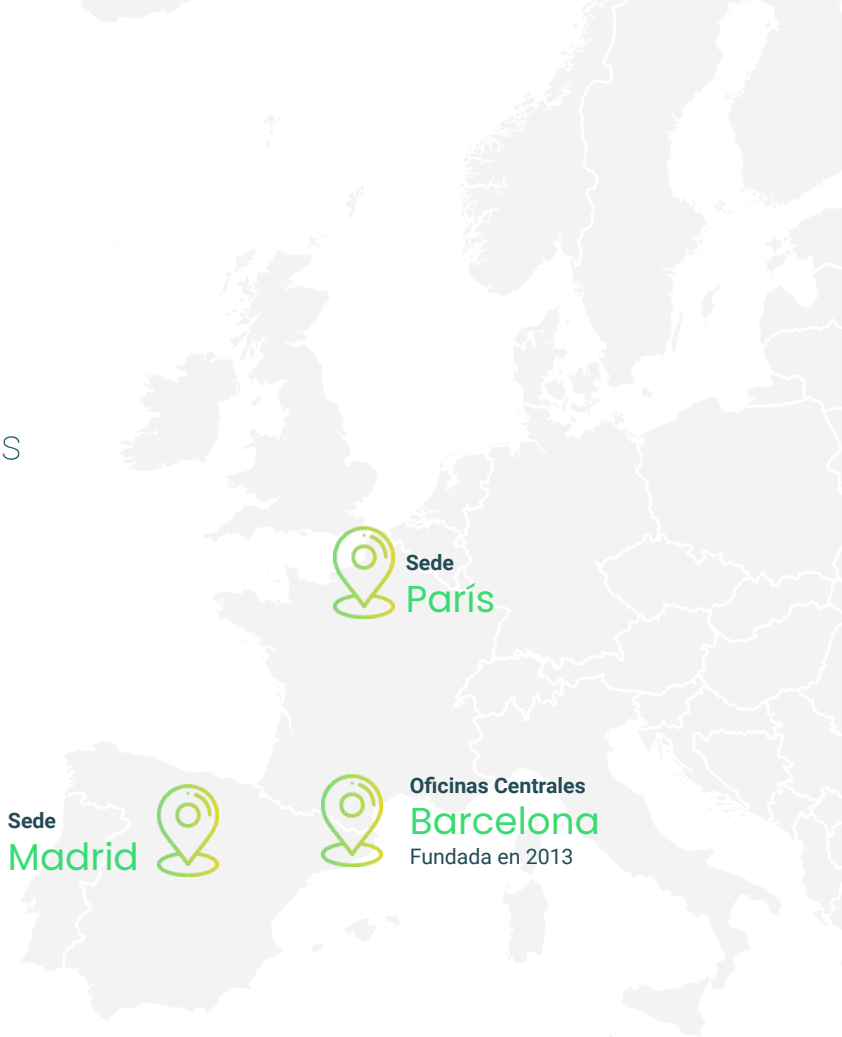 s
Sede
París
Oficinas Centrales
Barcelona
Fundada en 2013
Sede
Madrid